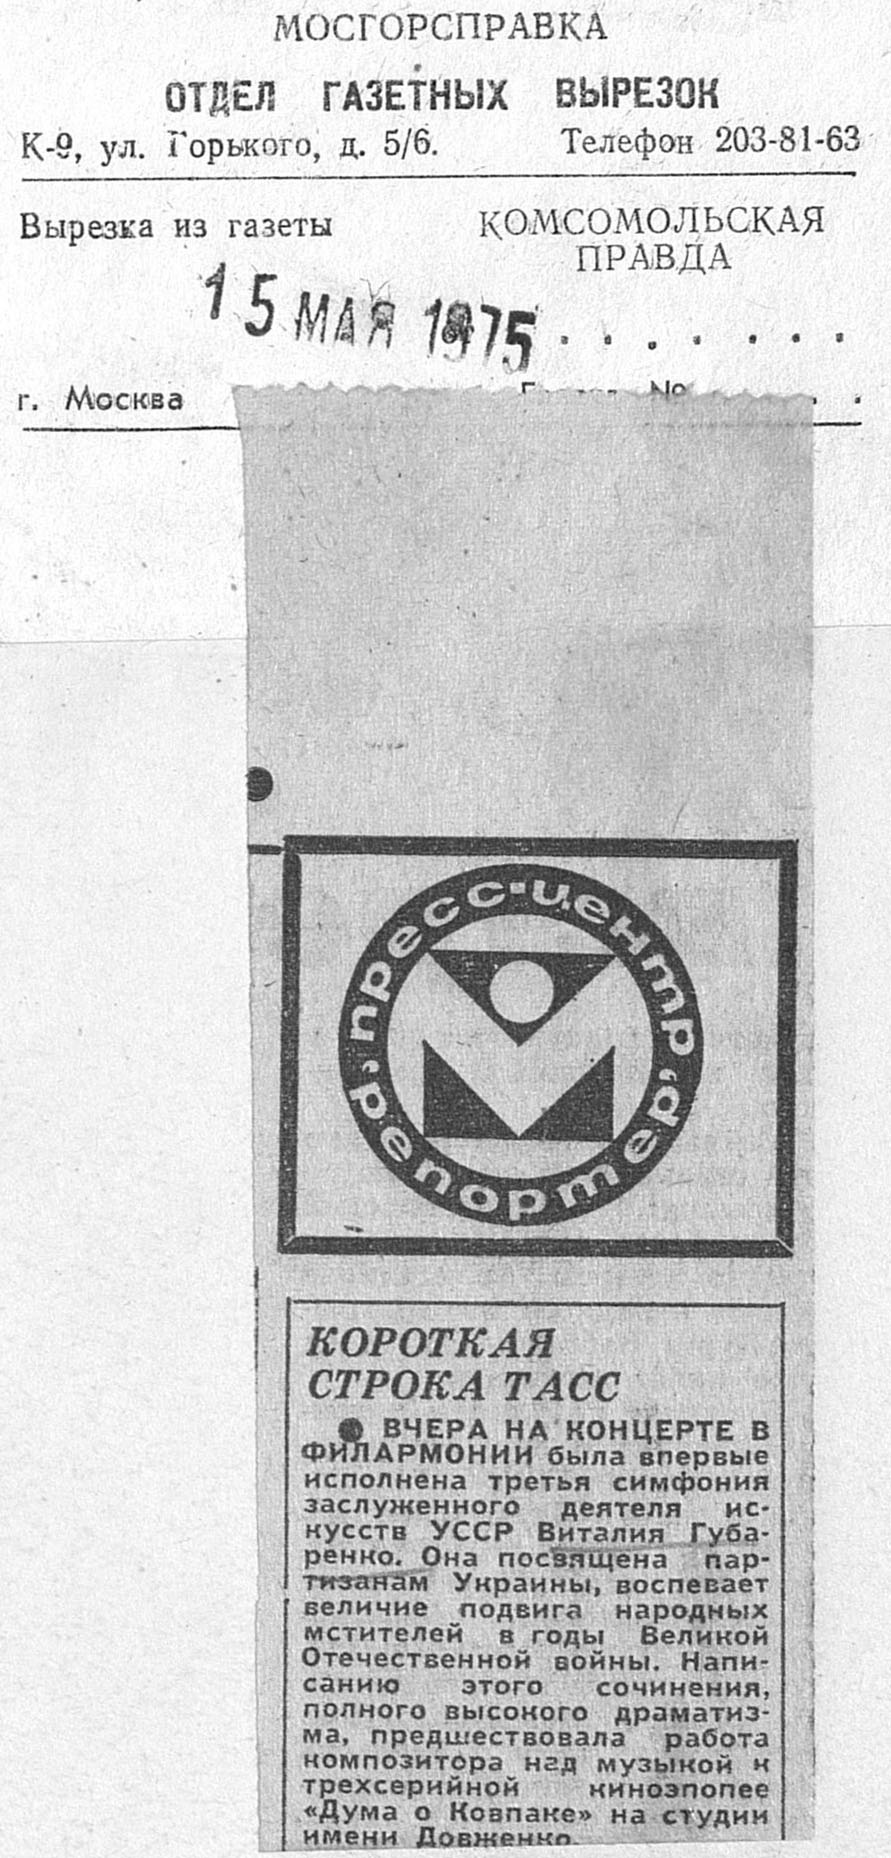 МОСГОРСПРАВКА
ОТДЕЛ ГАЗЕТНЫХ ВЫРЕЗОК
К-9, ул. Горького, д. 5/6. Телефон 203-81-63
Вырезка из газеты КОМСОМОЛЬСКАЯ
ПРАВДА
15 МАЯ 1975 . . . . . . .
г. Москва № . .
пресс-центр
„репортер”
КОРОТКАЯ
СТРОКА ТАСС
● ВЧЕРА НА КОНЦЕРТЕ В
ФИЛАРМОНИИ была впервые
исполнена третья симфония
заслуженного деятеля ис-
кусств УССР Виталия Губа-
ренко. Она посвящена пар-
тизанам Украины, воспевает
величие подвига народных
мстителей в годы Великой
Отечественной войны. Напи-
санию этого сочинения,
полного высокого драматиз-
ма, предшествовала работа
композитора над музыкой к
трехсерийной киноэпопее
«Дума о Ковпаке» на студии
имени Довженко.